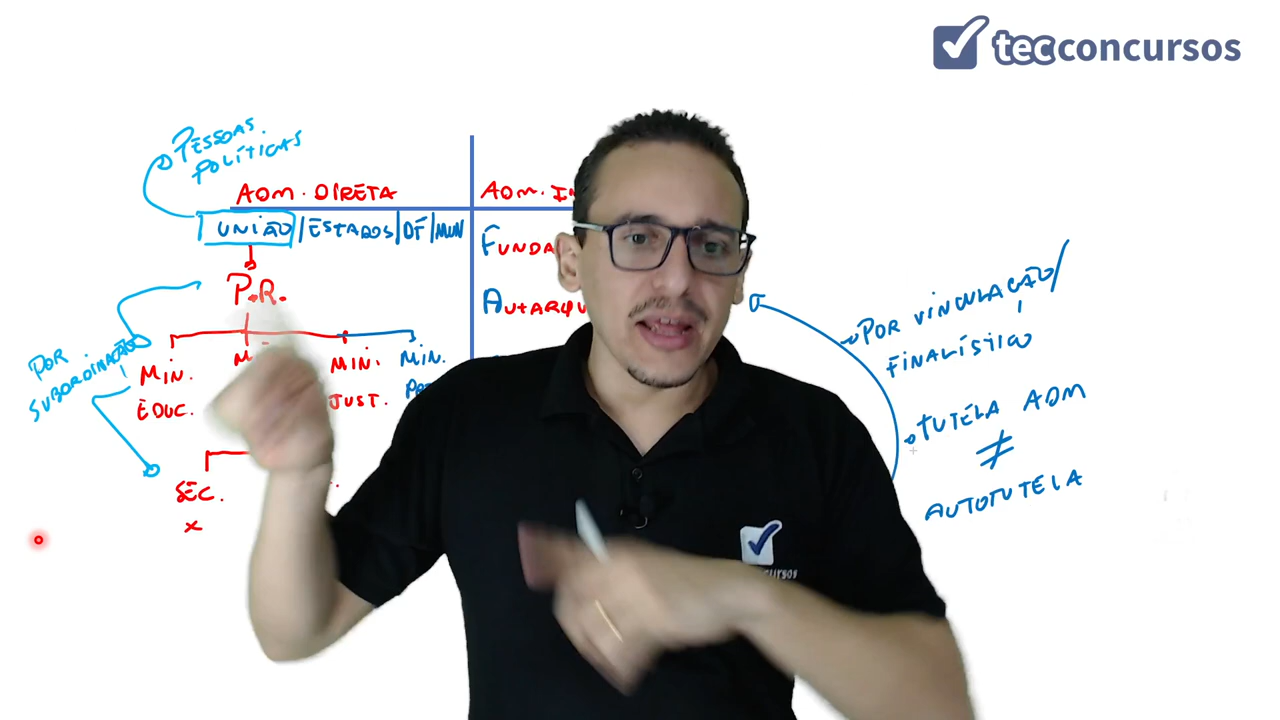 tecconcursos
PESSOAS
POLÍTICAS
ADM. DIRETA
ADM. I
UNIÃO/ESTADOS/DF/MUN
FUNDA
P.R.
AUTARQU
POR
SUBORDINAÇÃO
MIN.
EDUC.
MIN.
JUST.
MIN.
SEC.
X
POR VINCULAÇÃO/
FINALÍSTICO
TUTELA ADM
≠
AUTOTUTELA